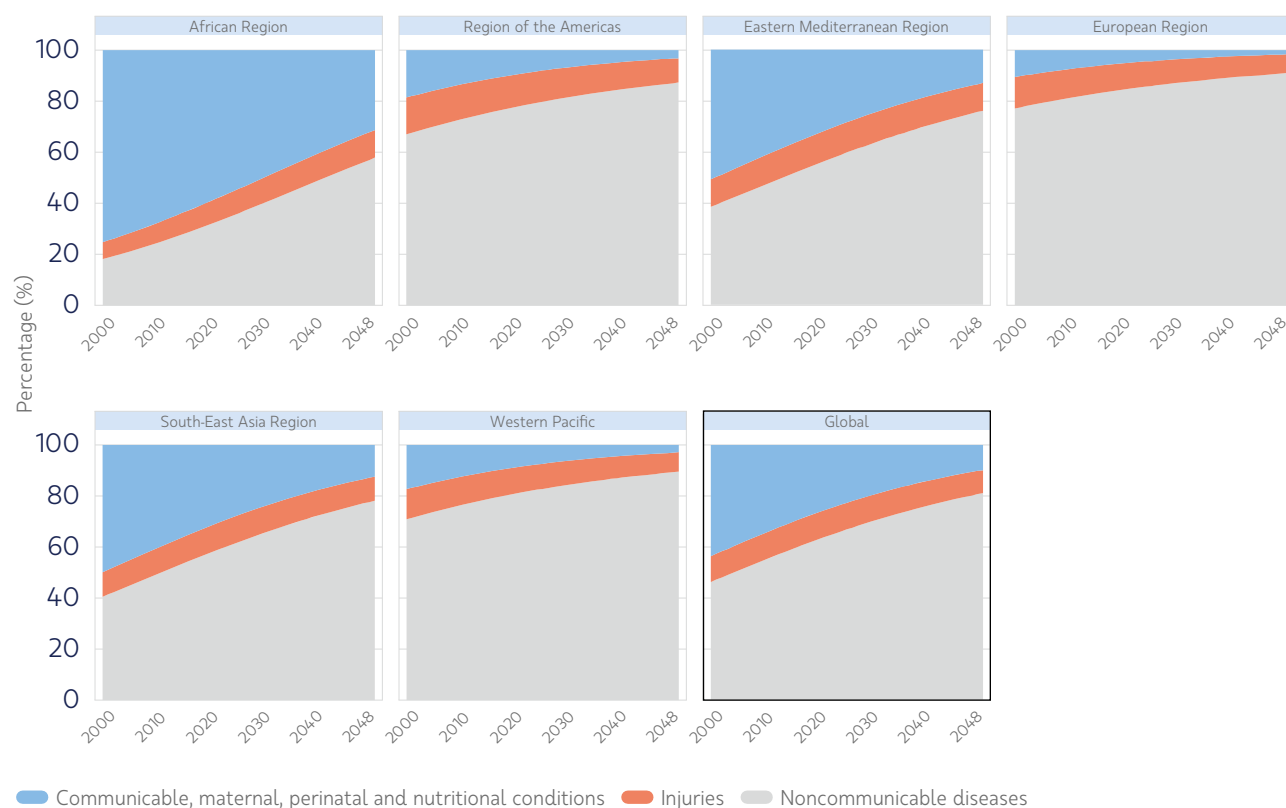 African Region
Region of the Americas
Eastern Mediterranean Region
European Region
Percentage (%)
100
80
60
40
20
0
2000 2010 2020 2030 2040 2048
2000 2010 2020 2030 2040 2048
2000 2010 2020 2030 2040 2048
2000 2010 2020 2030 2040 2048
South-East Asia Region
Western Pacific
Global
100
80
60
40
20
0
2000 2010 2020 2030 2040 2048
2000 2010 2020 2030 2040 2048
2000 2010 2020 2030 2040 2048
Communicable, maternal, perinatal and nutritional conditions Injuries Noncommunicable diseases